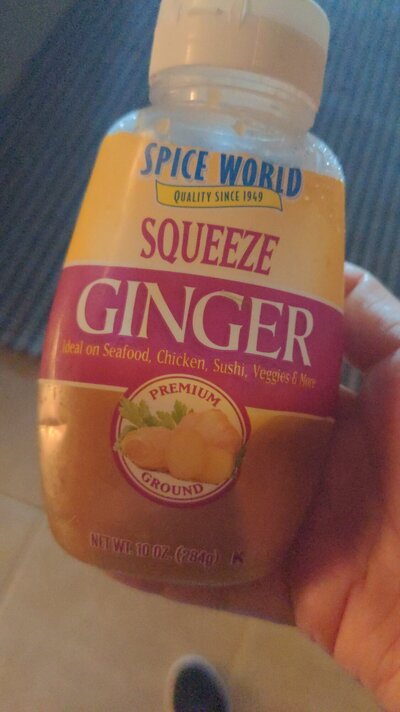 SPICE WORLD
QUALITY SINCE 1949
SQUEEZE
GINGER
Ideal on Seafood, Chicken, Sushi, Veggies & More
PREMIUM
GROUND
NET WT. 10 OZ. (284g) K